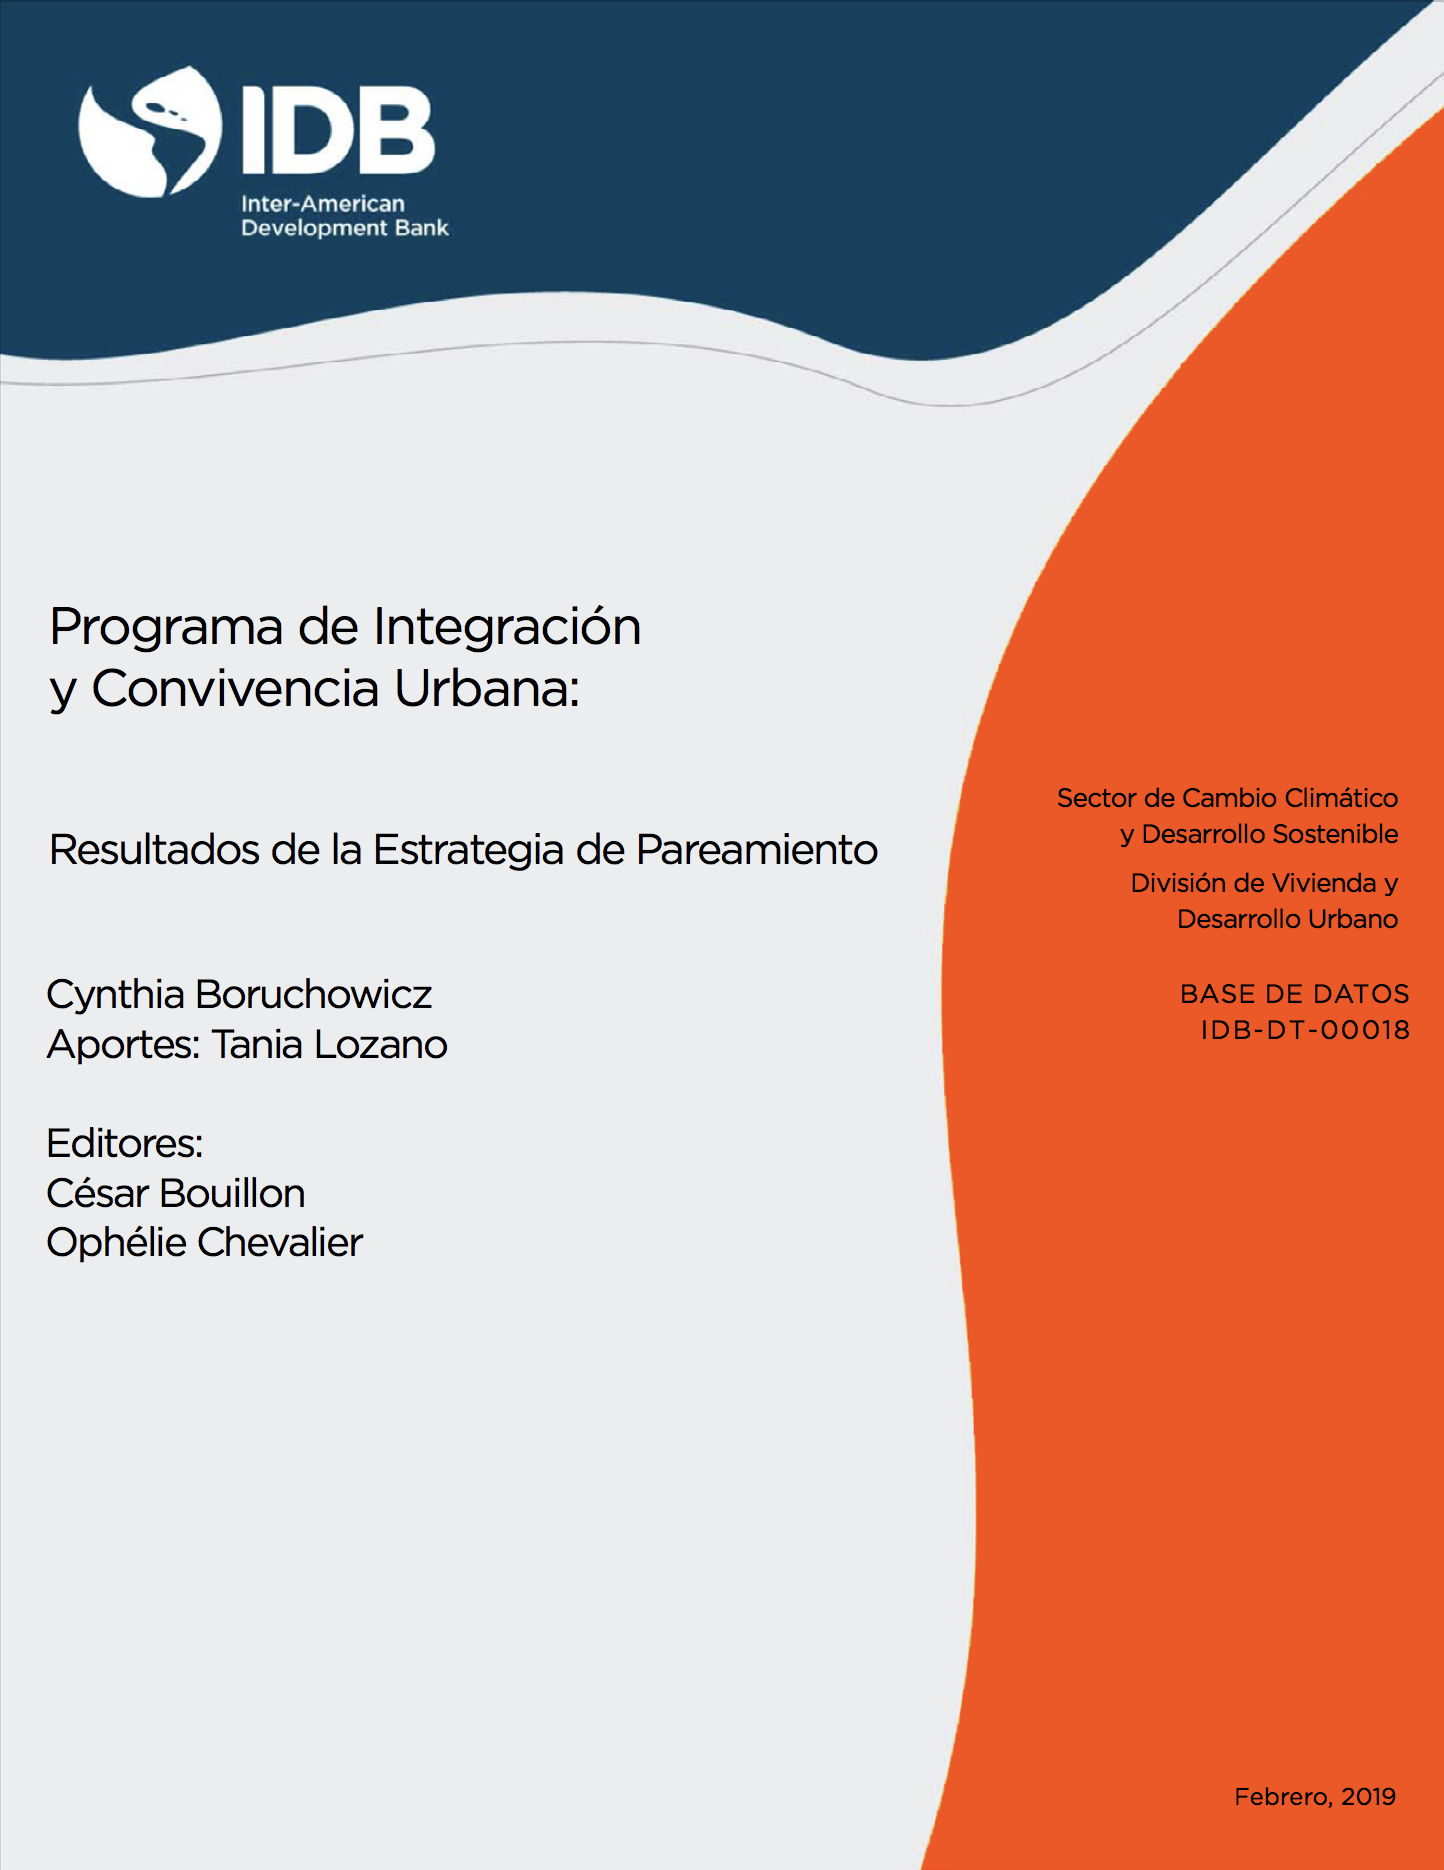 IDB
Inter-American
Development Bank
Programa de Integración
y Convivencia Urbana:
Resultados de la Estrategia de Pareamiento
Cynthia Boruchowicz
Aportes: Tania Lozano
Editores:
César Bouillon
Ophélie Chevalier
Sector de Cambio Climático
y Desarrollo Sostenible
División de Vivienda y
Desarrollo Urbano
BASE DE DATOS
IDB-DT-00018
Febrero, 2019